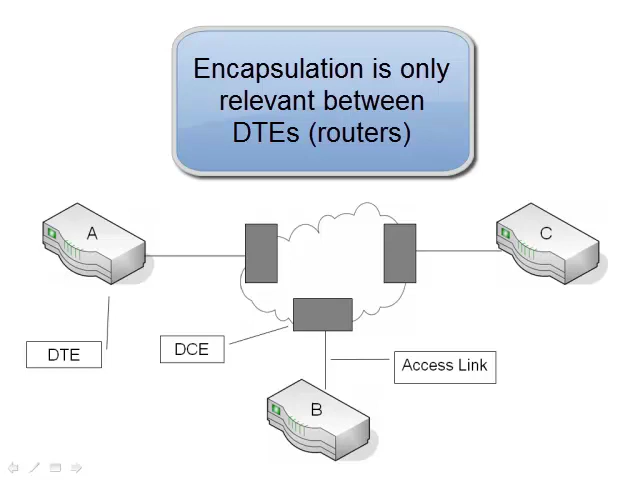 Encapsulation is only
relevant between
DTEs (routers)
A
C
DTE
DCE
Access Link
B